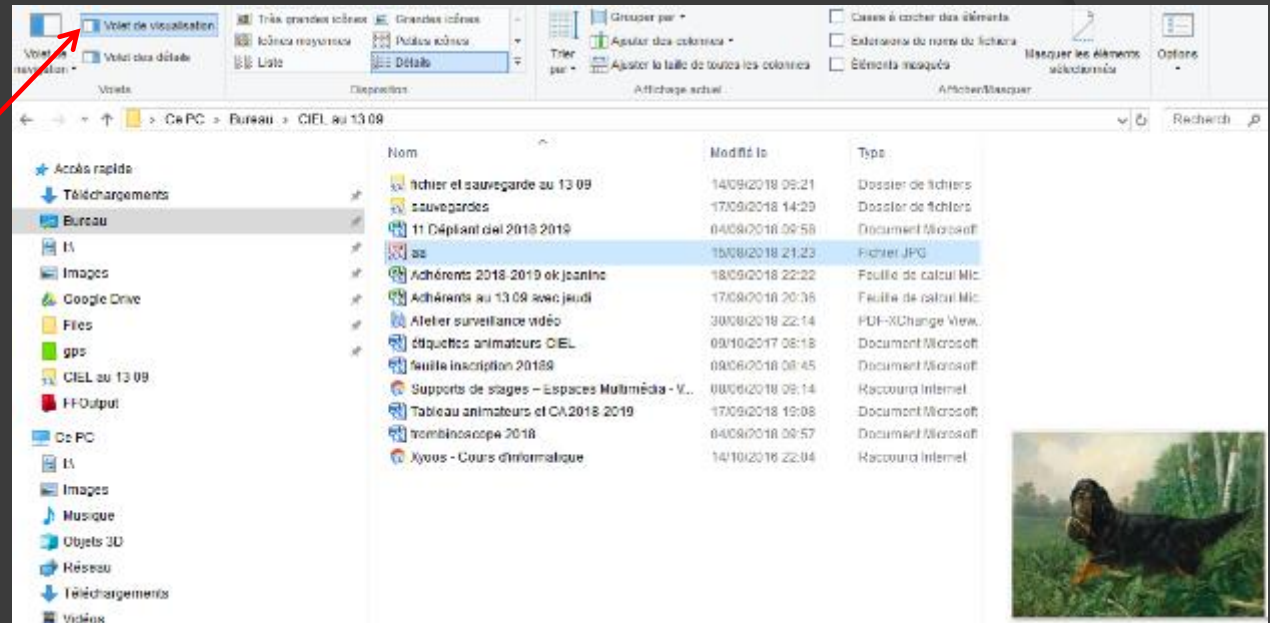 Volet de visualisation
Volet des détails
Volet de navigation
Volets
Très grandes icônes
Grandes icônes
Icônes moyennes
Petites icônes
Liste
Détails
Disposition
Trier par
Grouper par
Ajouter des colonnes
Ajuster la taille de toutes les colonnes
Affichage actuel
Cases à cocher des éléments
Extensions de noms de fichiers
Éléments masqués
Masquer les éléments sélectionnés
Afficher/Masquer
Options
> Ce PC > Bureau > CIEL au 13 09
Recherch
Nom Modifié le Type
fichier et sauvegarde au 13 09 14/09/2018 09:21 Dossier de fichiers
sauvegardes 17/09/2018 14:29 Dossier de fichiers
11 Dépliant ciel 2018 2019 04/09/2018 09:58 Document Microsoft
aa 15/08/2018 21:23 Fichier JPG
Adhérents 2018-2019 ok jeanine 18/09/2018 22:22 Feuille de calcul Mic
Adhérents au 13 09 avec jeudi 17/09/2018 20:36 Feuille de calcul Mic
Atelier surveillance vidéo 30/08/2018 22:14 PDF-XChange View.
étiquettes animateurs CIEL 09/10/2017 08:18 Document Microsoft
feuille inscription 20189 09/06/2018 08:45 Document Microsoft
Supports de stages – Espaces Multimédia - V... 08/06/2018 09:14 Raccourci Internet
Tableau animateurs et CA 2018-2019 17/09/2018 19:08 Document Microsoft
trombinoscope 2018 04/09/2018 09:57 Document Microsoft
Xyoos - Cours d'informatique 14/10/2016 22:04 Raccourci Internet
Accès rapide
Téléchargements
Bureau
Images
Google Drive
Files
gps
CIEL au 13 09
FFOutput
Ce PC
Images
Musique
Objets 3D
Réseau
Téléchargements
Vidéos